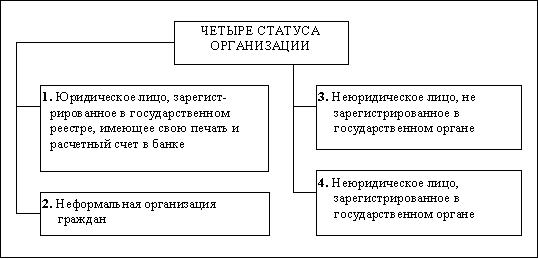 ЧЕТЫРЕ СТАТУСА
ОРГАНИЗАЦИИ
1. Юридическое лицо, зарегист-
рированное в государственном
реестре, имеющее свою печать и
расчетный счет в банке
2. Неформальная организация
граждан
3. Неюридическое лицо, не
зарегистрированное в
государственном органе
4. Неюридическое лицо,
зарегистрированное в
государственном органе